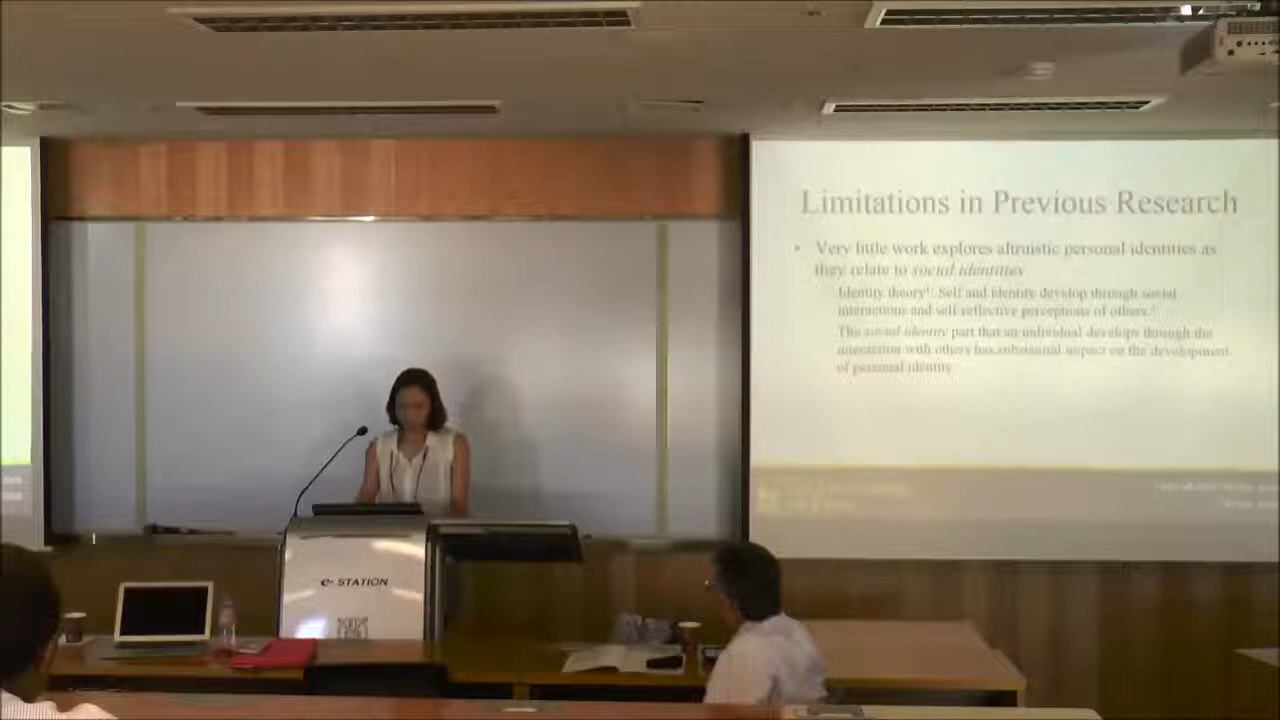 Limitations in Previous Research
• Very little work explores altruistic personal identities as
they relate to social identities
Identity theory¹: Self and identity develop through social
interactions and self-reflective perceptions of others.
The social identity part that an individual develops through the
interaction with others has substantial impact on the development
of personal identity
e- STATION